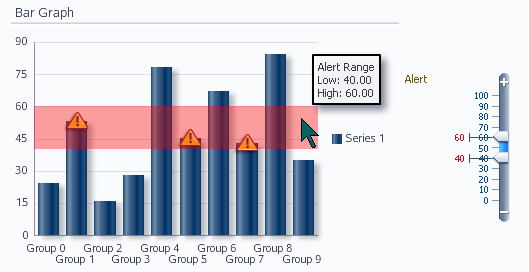 Bar Graph
90
75
60
45
30
15
0
Alert Range
Low: 40.00
High: 60.00
Series 1
Group 0
Group 2
Group 4
Group 6
Group 8
Group 1
Group 3
Group 5
Group 7
Group 9
Alert
+
100
90
80
70
60
60
50
40
40
30
20
10
0
−